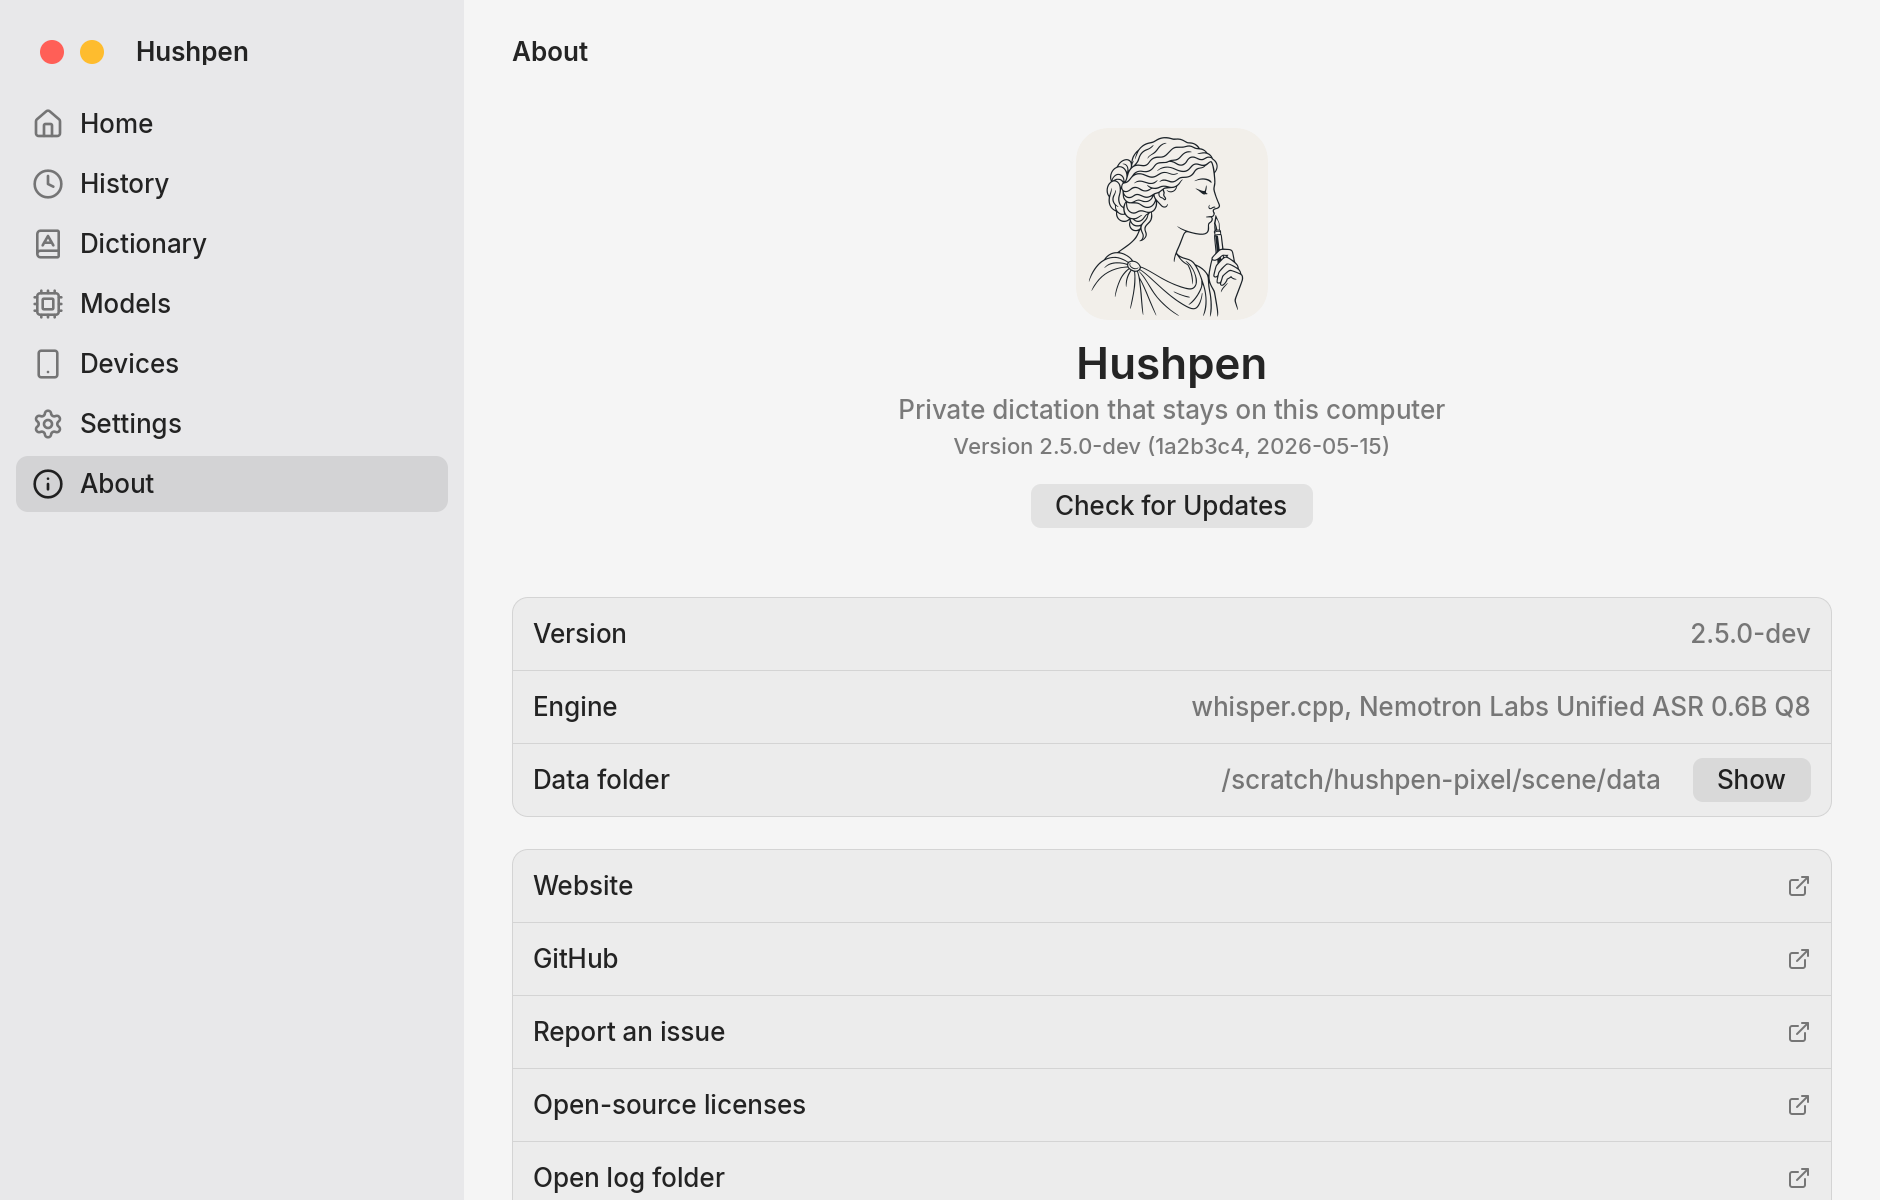 Hushpen
Home
History
Dictionary
Models
Devices
Settings
About
About
Hushpen
Private dictation that stays on this computer
Version 2.5.0-dev (1a2b3c4, 2026-05-15)
Check for Updates
Version 2.5.0-dev
Engine whisper.cpp, Nemotron Labs Unified ASR 0.6B Q8
Data folder /scratch/hushpen-pixel/scene/data Show
Website
GitHub
Report an issue
Open-source licenses
Open log folder